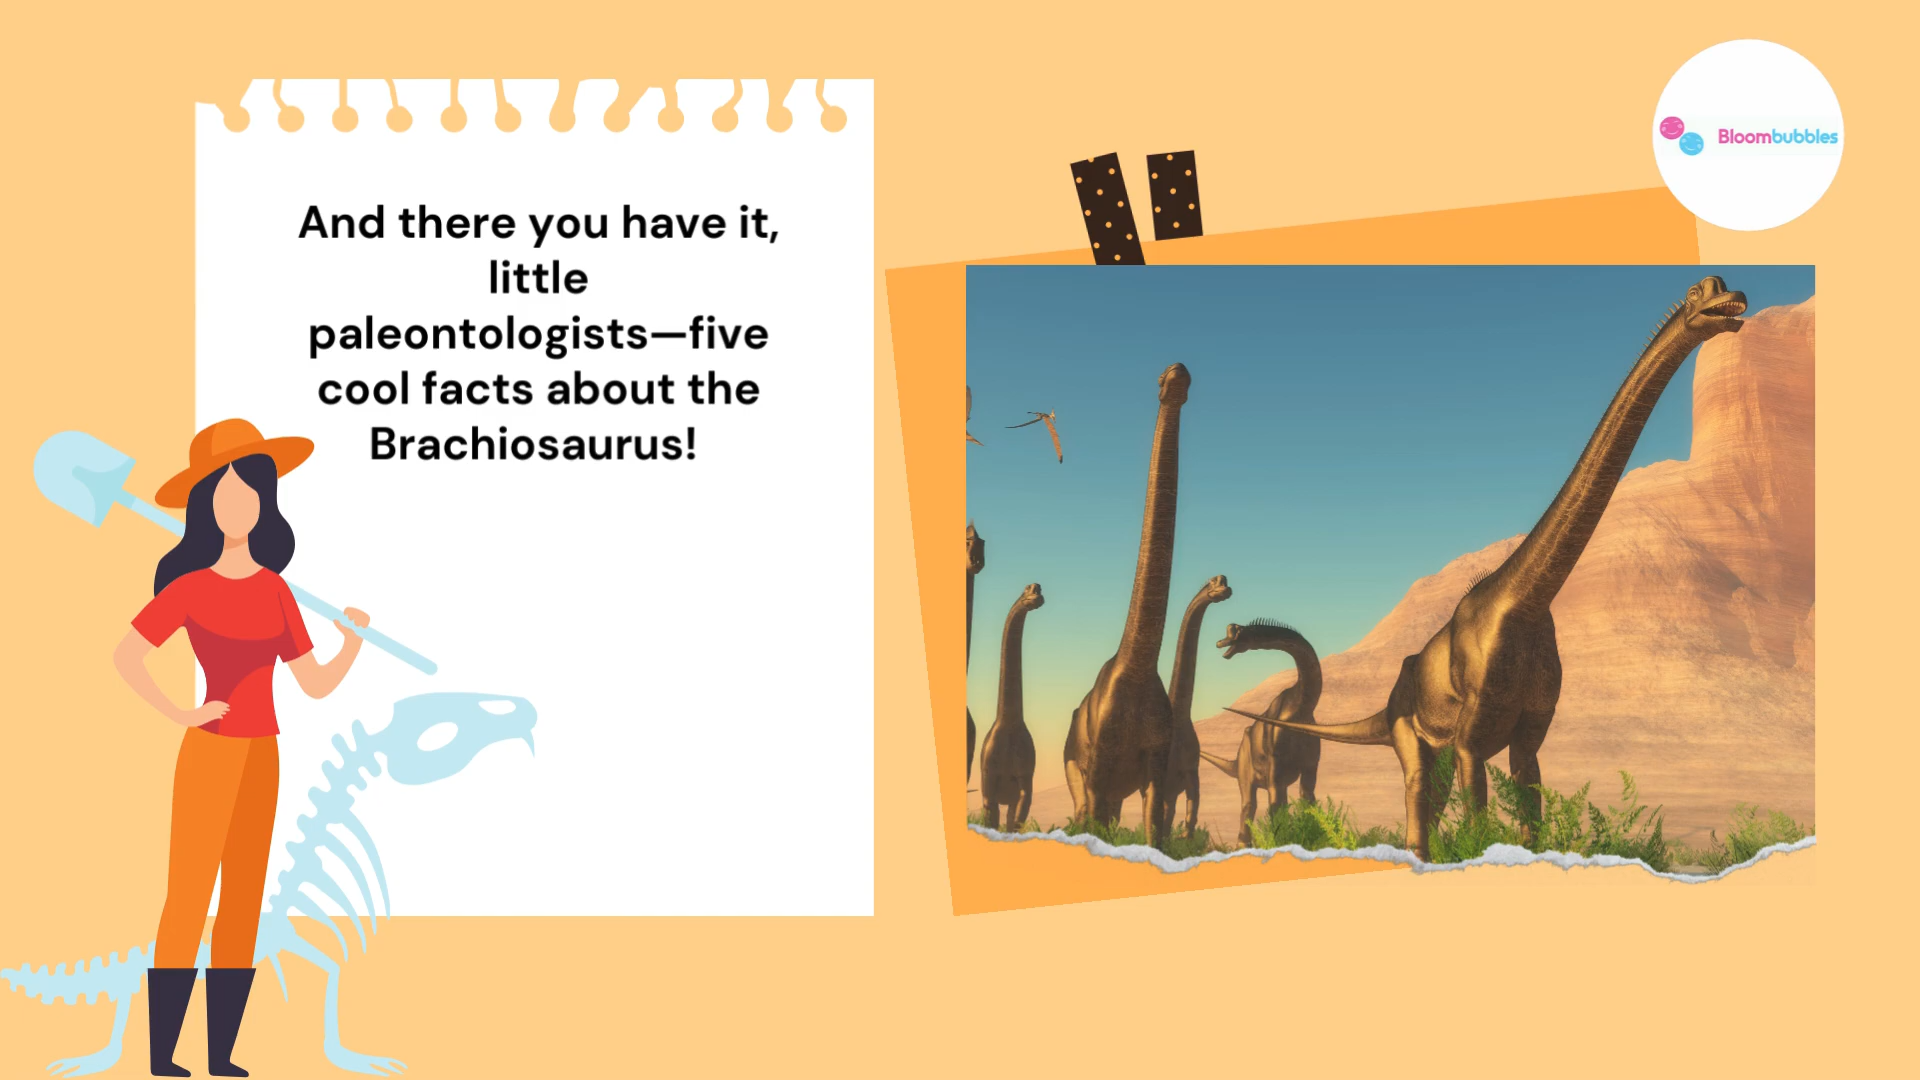 And there you have it,
little
paleontologists—five
cool facts about the
Brachiosaurus!
Bloombubbles